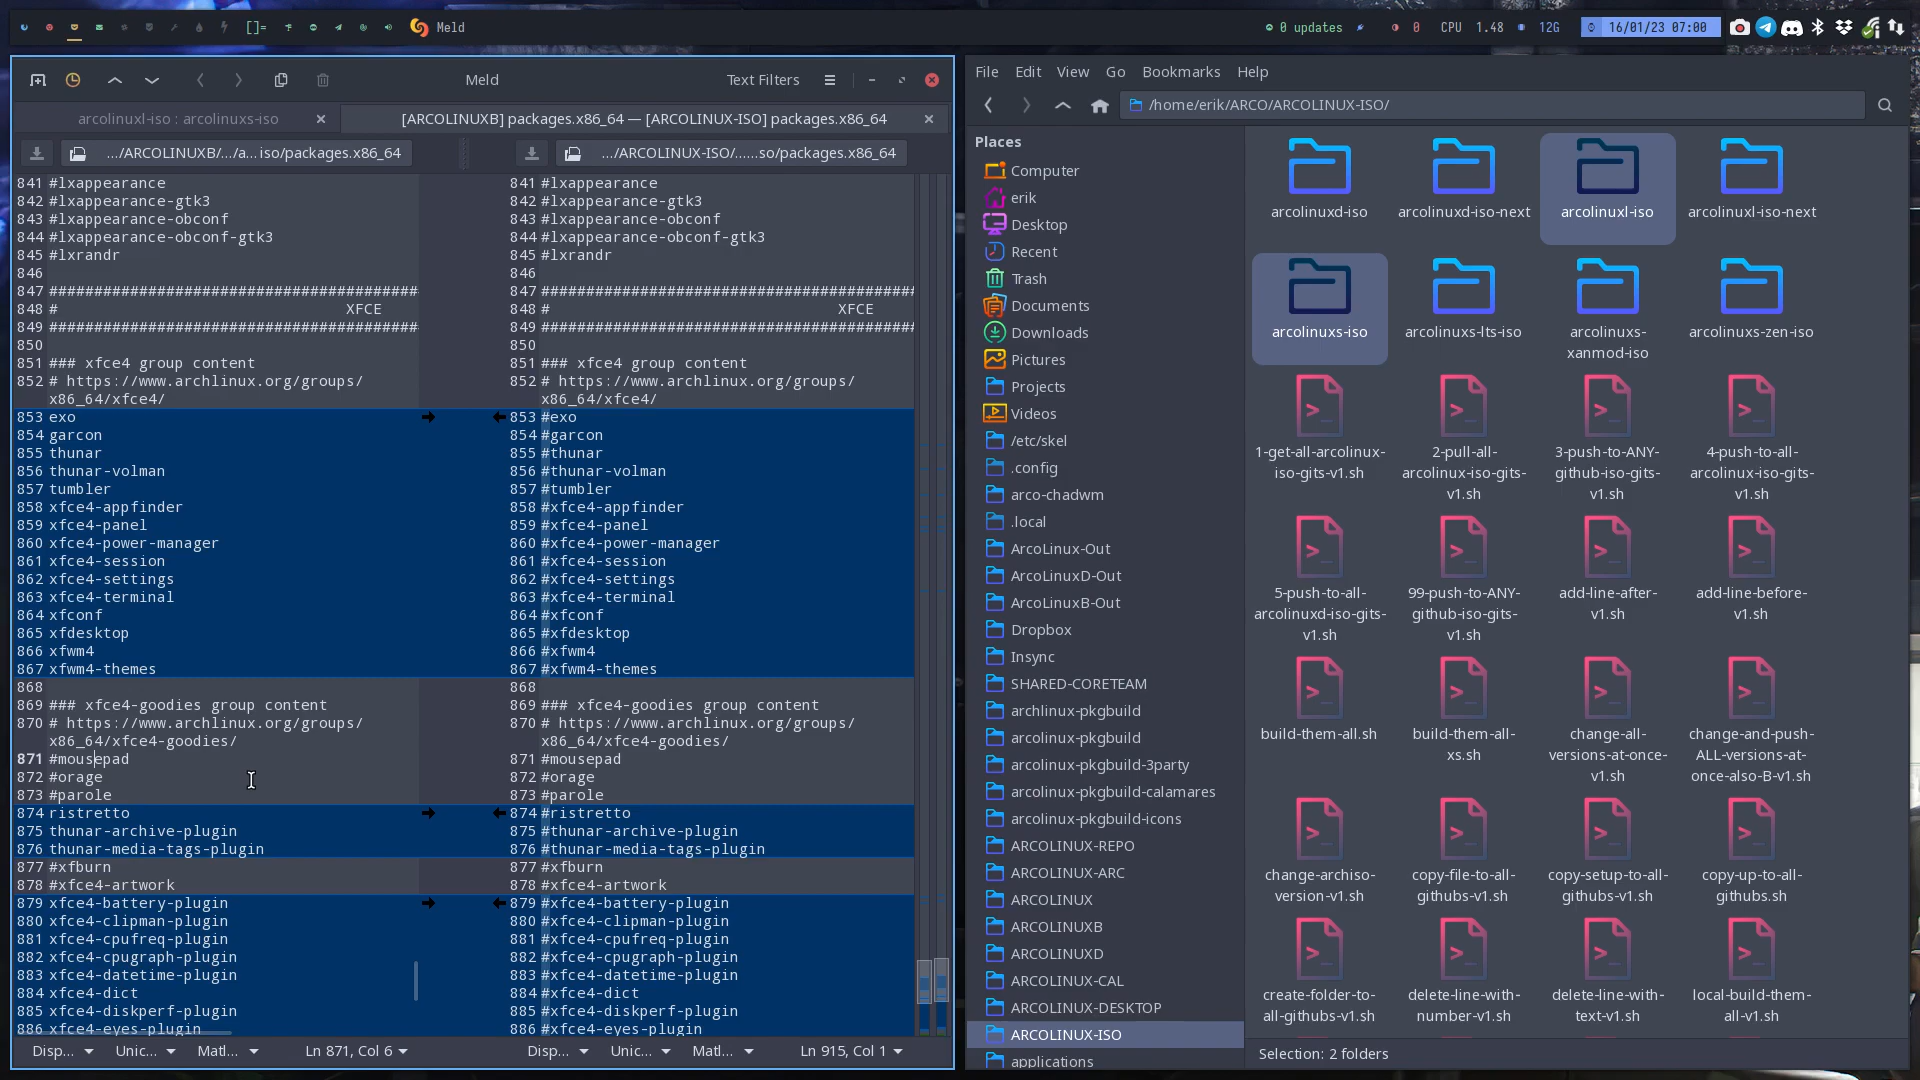 []=
Meld
0 updates
0
CPU 1.48
12G
16/01/23 07:00
Meld
Text Filters
arcolinuxl-iso : arcolinuxs-iso
[ARCOLINUXB] packages.x86_64 — [ARCOLINUX-ISO] packages.x86_64
.../ARCOLINUXB/.../a... iso/packages.x86_64
.../ARCOLINUX-ISO/......so/packages.x86_64
841 #lxappearance
842 #lxappearance-gtk3
843 #lxappearance-obconf
844 #lxappearance-obconf-gtk3
845 #lxrandr
846
847 #########################################
848 # XFCE
849 #########################################
850
851 ### xfce4 group content
852 # https://www.archlinux.org/groups/
x86_64/xfce4/
853 exo
854 garcon
855 thunar
856 thunar-volman
857 tumbler
858 xfce4-appfinder
859 xfce4-panel
860 xfce4-power-manager
861 xfce4-session
862 xfce4-settings
863 xfce4-terminal
864 xfconf
865 xfdesktop
866 xfwm4
867 xfwm4-themes
868
869 ### xfce4-goodies group content
870 # https://www.archlinux.org/groups/
x86_64/xfce4-goodies/
871 #mousepad
872 #orage
873 #parole
874 ristretto
875 thunar-archive-plugin
876 thunar-media-tags-plugin
877 #xfburn
878 #xfce4-artwork
879 xfce4-battery-plugin
880 xfce4-clipman-plugin
881 xfce4-cpufreq-plugin
882 xfce4-cpugraph-plugin
883 xfce4-datetime-plugin
884 xfce4-dict
885 xfce4-diskperf-plugin
886 xfce4-eyes-plugin
841 #lxappearance
842 #lxappearance-gtk3
843 #lxappearance-obconf
844 #lxappearance-obconf-gtk3
845 #lxrandr
846
847 #########################################
848 # XFCE
849 #########################################
850
851 ### xfce4 group content
852 # https://www.archlinux.org/groups/
x86_64/xfce4/
853 #exo
854 #garcon
855 #thunar
856 #thunar-volman
857 #tumbler
858 #xfce4-appfinder
859 #xfce4-panel
860 #xfce4-power-manager
861 #xfce4-session
862 #xfce4-settings
863 #xfce4-terminal
864 #xfconf
865 #xfdesktop
866 #xfwm4
867 #xfwm4-themes
868
869 ### xfce4-goodies group content
870 # https://www.archlinux.org/groups/
x86_64/xfce4-goodies/
871 #mousepad
872 #orage
873 #parole
874 #ristretto
875 #thunar-archive-plugin
876 #thunar-media-tags-plugin
877 #xfburn
878 #xfce4-artwork
879 #xfce4-battery-plugin
880 #xfce4-clipman-plugin
881 #xfce4-cpufreq-plugin
882 #xfce4-cpugraph-plugin
883 #xfce4-datetime-plugin
884 #xfce4-dict
885 #xfce4-diskperf-plugin
886 #xfce4-eyes-plugin
Disp...
Unic...
Matl...
Ln 871, Col 6
Disp...
Unic...
Matl...
Ln 915, Col 1
File
Edit
View
Go
Bookmarks
Help
/home/erik/ARCO/ARCOLINUX-ISO/
Places
Computer
erik
Desktop
Recent
Trash
Documents
Downloads
Pictures
Projects
Videos
/etc/skel
.config
arco-chadwm
.local
ArcoLinux-Out
ArcoLinuxD-Out
ArcoLinuxB-Out
Dropbox
Insync
SHARED-CORETEAM
archlinux-pkgbuild
arcolinux-pkgbuild
arcolinux-pkgbuild-3party
arcolinux-pkgbuild-calamares
arcolinux-pkgbuild-icons
ARCOLINUX-REPO
ARCOLINUX-ARC
ARCOLINUX
ARCOLINUXB
ARCOLINUXD
ARCOLINUX-CAL
ARCOLINUX-DESKTOP
ARCOLINUX-ISO
applications
arcolinuxd-iso
arcolinuxd-iso-next
arcolinuxl-iso
arcolinuxl-iso-next
arcolinuxs-iso
arcolinuxs-lts-iso
arcolinuxs-
xanmod-iso
arcolinuxs-zen-iso
1-get-all-arcolinux-
iso-gits-v1.sh
2-pull-all-
arcolinux-iso-gits-
v1.sh
3-push-to-ANY-
github-iso-gits-
v1.sh
4-push-to-all-
arcolinux-iso-gits-
v1.sh
5-push-to-all-
arcolinuxd-iso-gits-
v1.sh
99-push-to-ANY-
github-iso-gits-
v1.sh
add-line-after-
v1.sh
add-line-before-
v1.sh
build-them-all.sh
build-them-all-
xs.sh
change-all-
versions-at-once-
v1.sh
change-and-push-
ALL-versions-at-
once-also-B-v1.sh
change-archiso-
version-v1.sh
copy-file-to-all-
githubs-v1.sh
copy-setup-to-all-
githubs-v1.sh
copy-up-to-all-
githubs.sh
create-folder-to-
all-githubs-v1.sh
delete-line-with-
number-v1.sh
delete-line-with-
text-v1.sh
local-build-them-
all-v1.sh
Selection: 2 folders